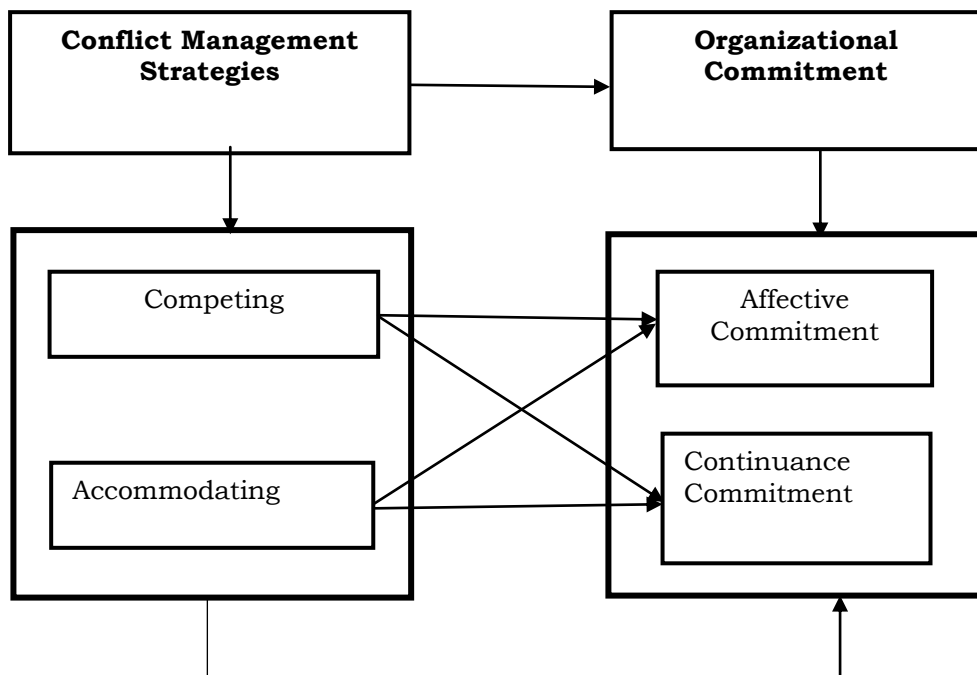 Conflict Management
Strategies
Organizational
Commitment
Competing
Affective
Commitment
Accommodating
Continuance
Commitment